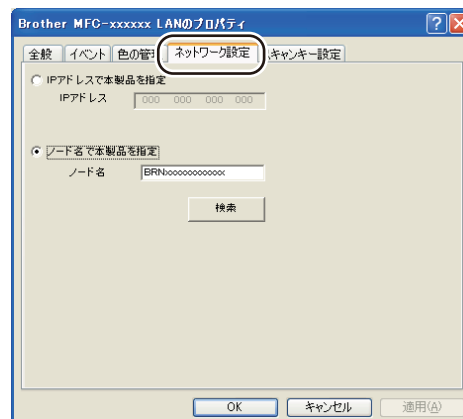 Brother MFC-xxxxxx LANのプロパティ
全般 イベント 色の管理 ネットワーク設定 スキャンキー設定
IPアドレスで本製品を指定
IPアドレス 000 000 000 000
ノード名で本製品を指定
ノード名 BRNxxxxxxxxxxxx
検索
OK キャンセル 適用(A)